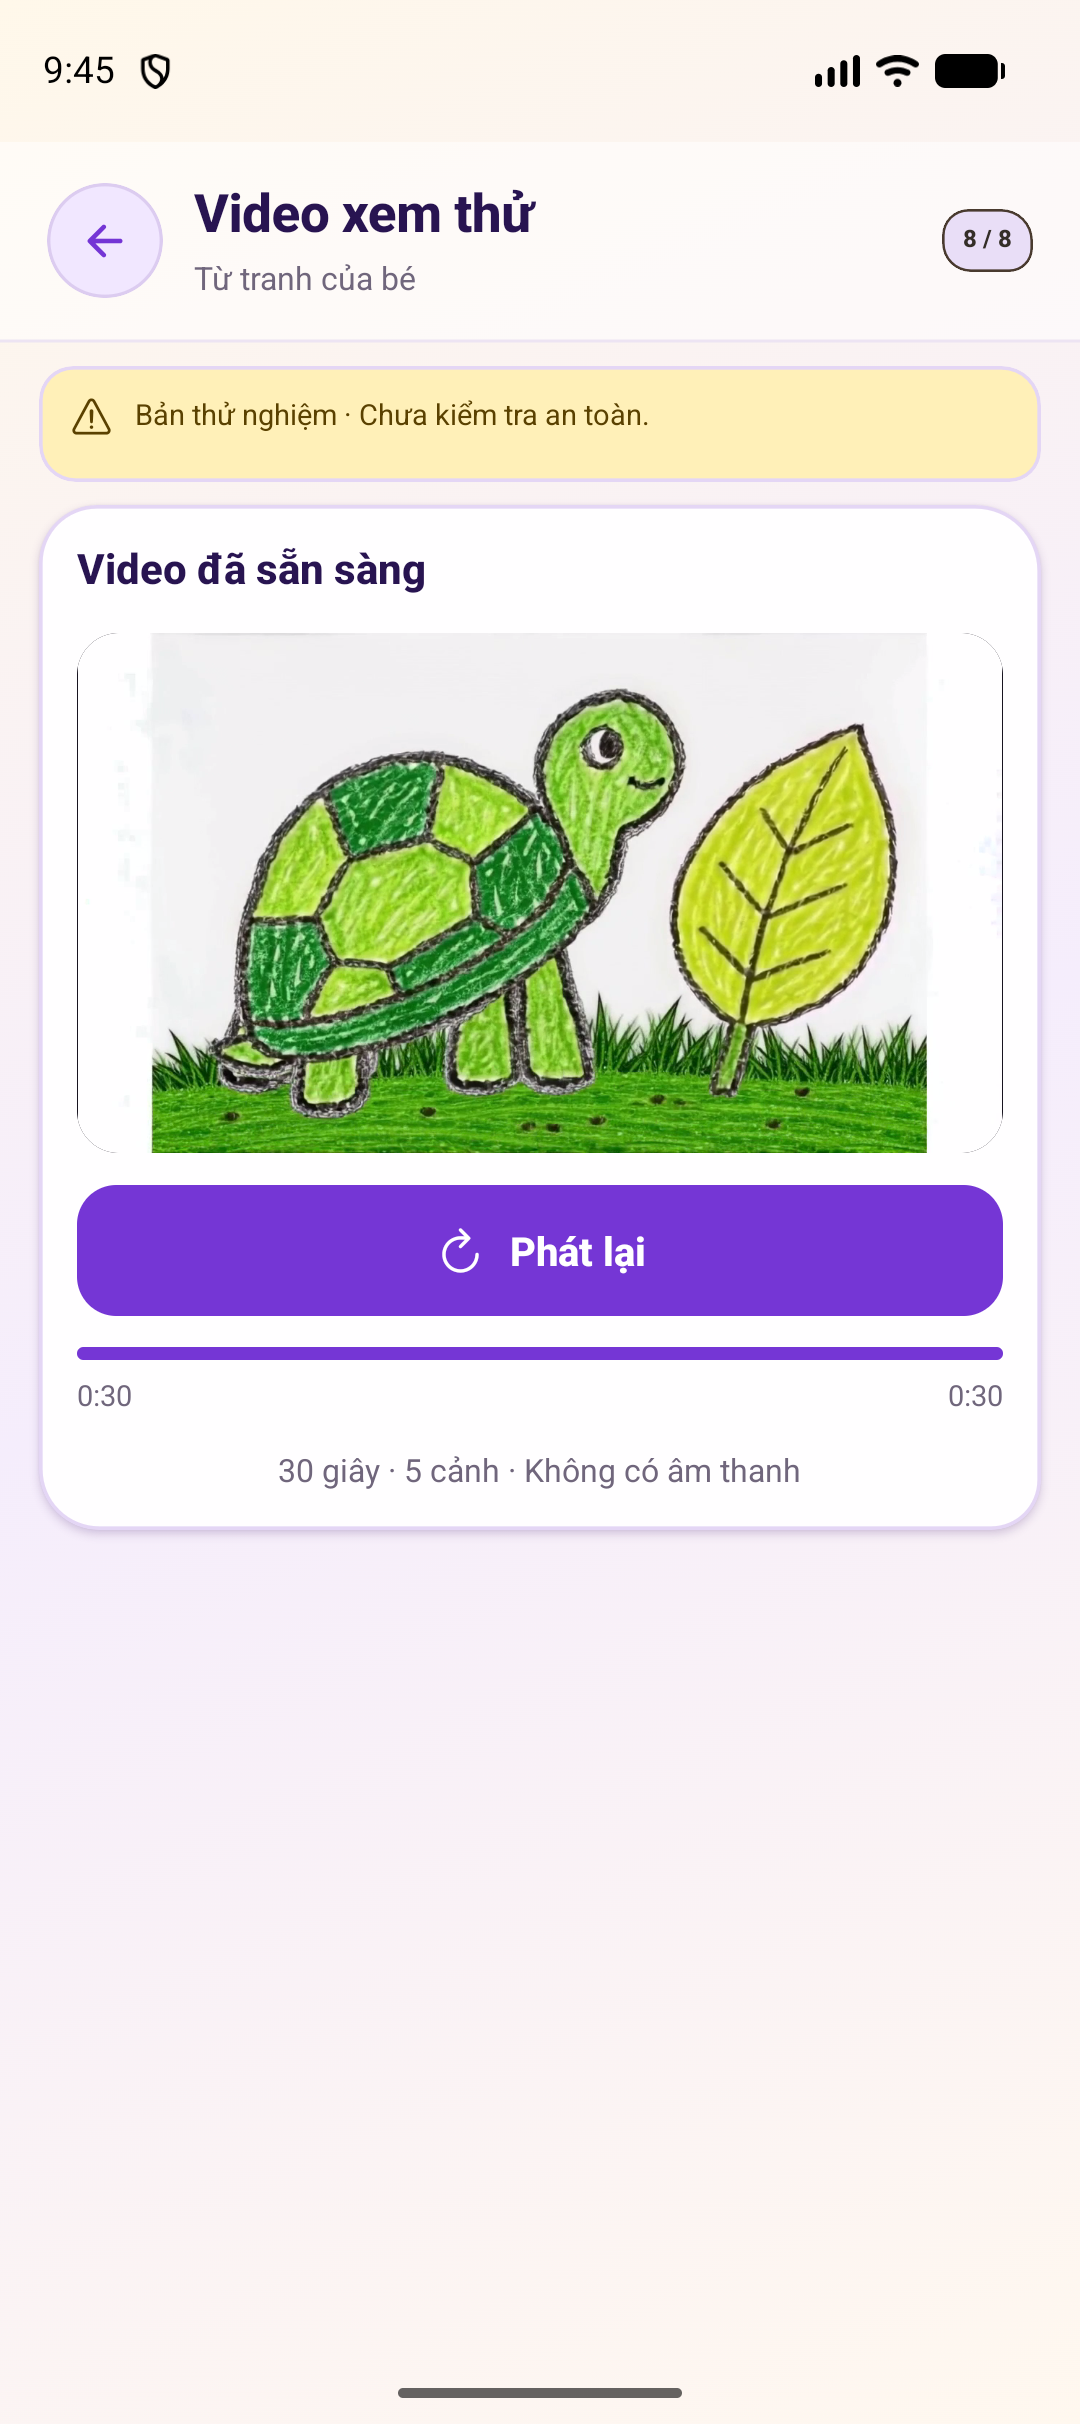 9:45
Video xem thử
Từ tranh của bé
8 / 8
Bản thử nghiệm · Chưa kiểm tra an toàn.
Video đã sẵn sàng
Phát lại
0:30
0:30
30 giây · 5 cảnh · Không có âm thanh